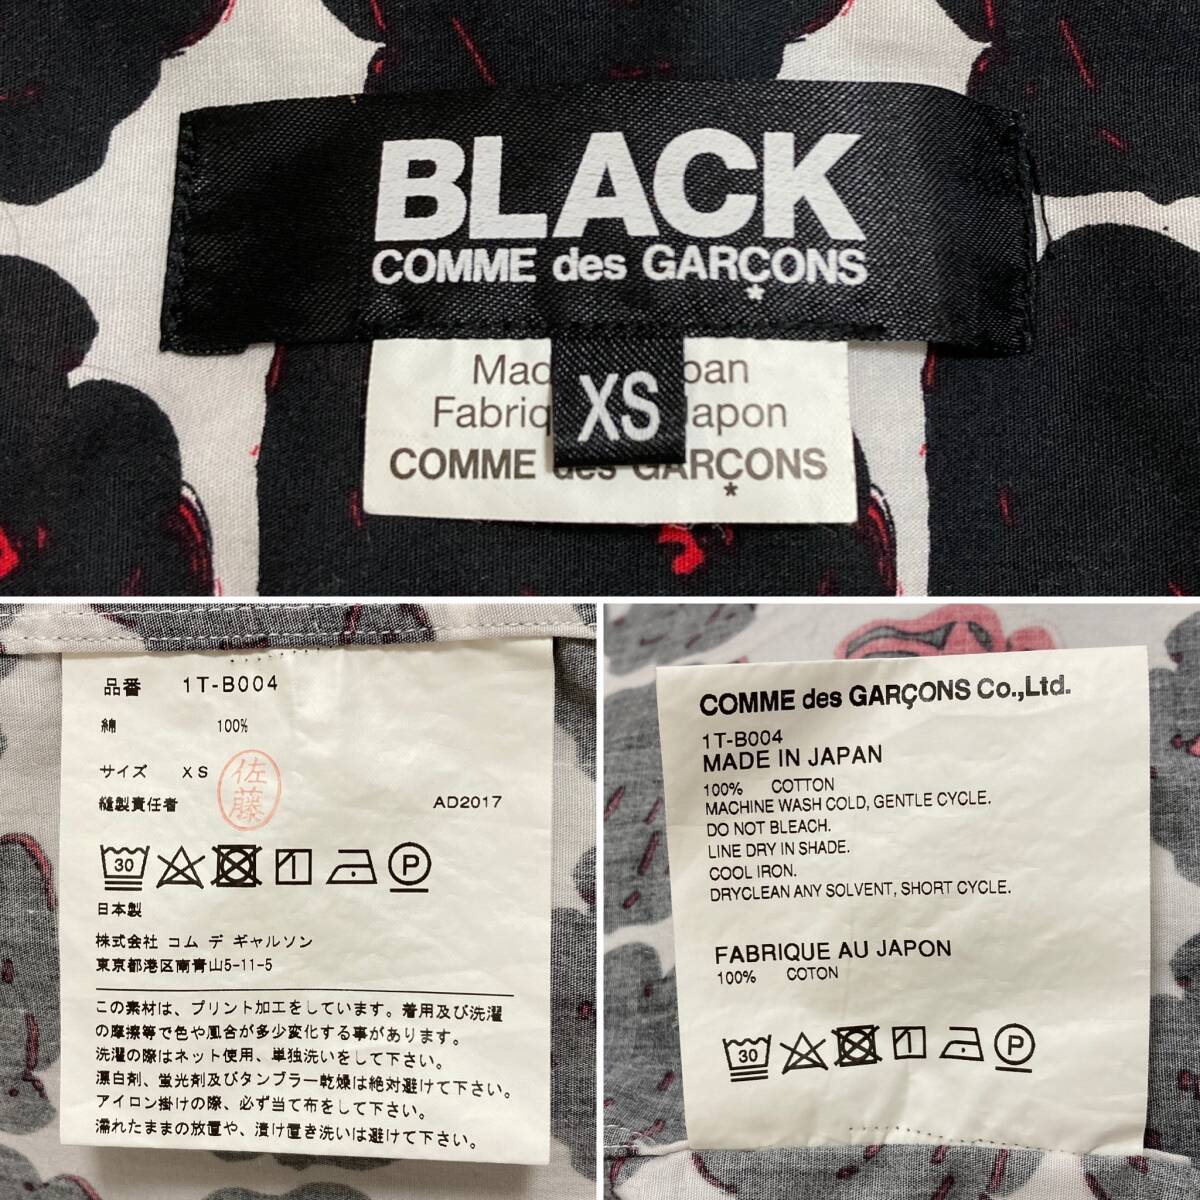 BLACK
COMME des GARÇONS
*
XS
Made Japan
Fabriq Japon
COMME des GARÇONS
*
品番 1T-B004
綿 100%
サイズ XS
佐藤
縫製責任者 AD2017
30 1 P
日本製
株式会社 コム デ ギャルソン
東京都港区南青山5-11-5
この素材は、プリント加工をしています。着用及び洗濯
の摩擦等で色や風合が多少変化する事があります。
洗濯の際はネット使用、単独洗いをして下さい。
漂白剤、蛍光剤及びタンブラー乾燥は絶対避けて下さい。
アイロン掛けの際、必ず当て布をして下さい。
濡れたままの放置や、漬け置き洗いは避けて下さい。
COMME des GARÇONS Co.,Ltd.
1T-B004
MADE IN JAPAN
100% COTTON
MACHINE WASH COLD, GENTLE CYCLE.
DO NOT BLEACH.
LINE DRY IN SHADE.
COOL IRON.
DRYCLEAN ANY SOLVENT, SHORT CYCLE.
FABRIQUE AU JAPON
100% COTON
30 1 P